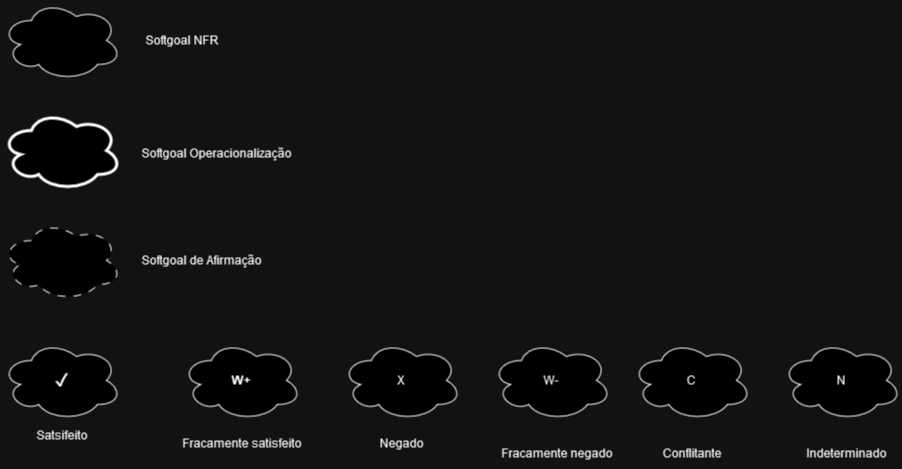 Softgoal NFR
Softgoal Operacionalização
Softgoal de Afirmação
✓ W+ X W- C N
Satsifeito Fracamente satisfeito Negado Fracamente negado Conflitante Indeterminado